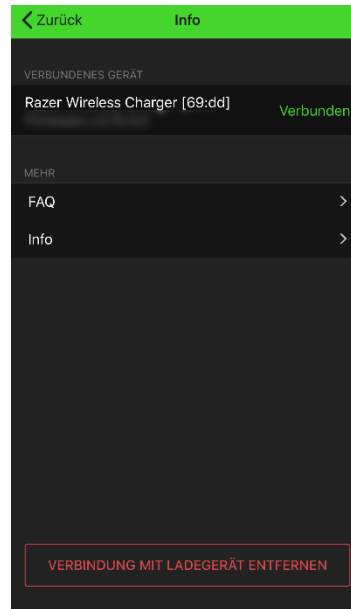 Zurück
Info
VERBUNDENES GERÄT
Razer Wireless Charger [69:dd]
Verbunden
MEHR
FAQ
Info
VERBINDUNG MIT LADEGERÄT ENTFERNEN